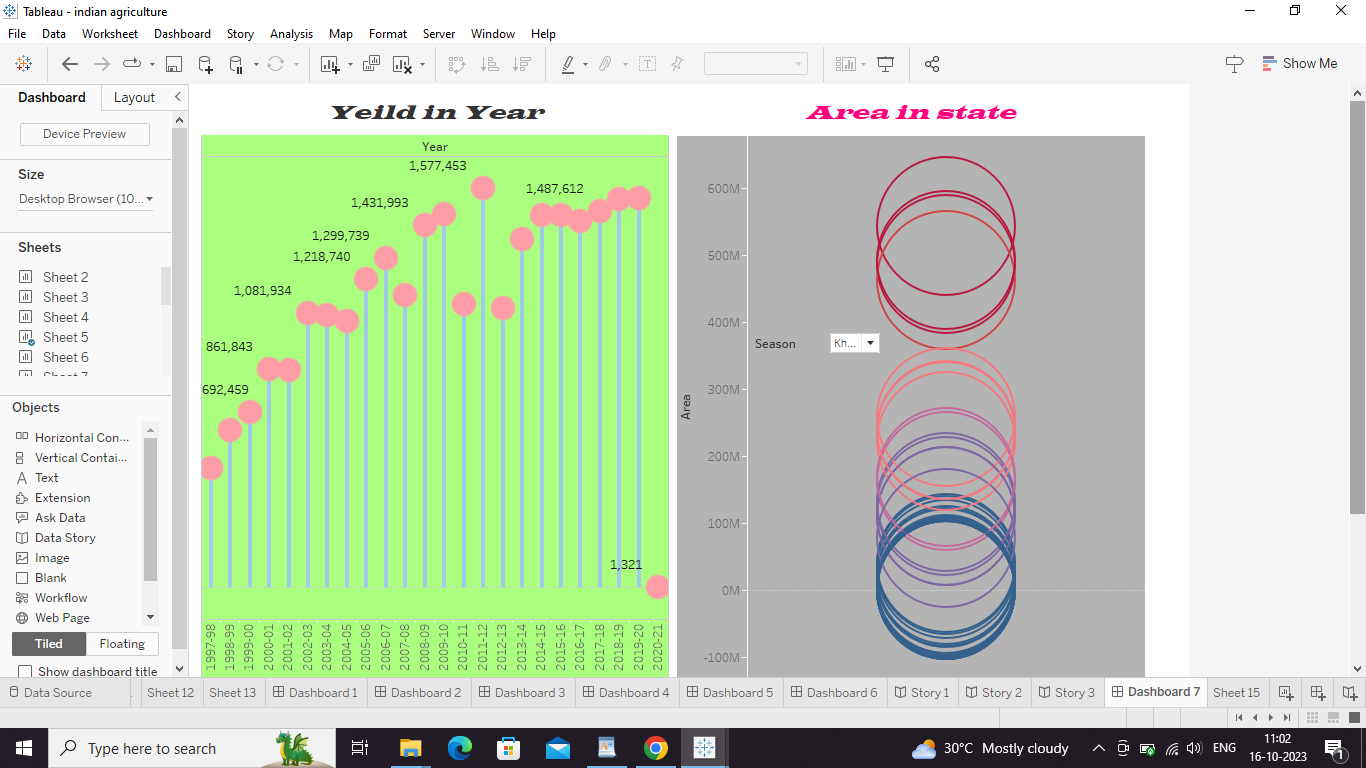 Tableau - indian agriculture
File Data Worksheet Dashboard Story Analysis Map Format Server Window Help
Show Me
Dashboard Layout
Device Preview
Size
Desktop Browser (10...
Sheets
Sheet 2
Sheet 3
Sheet 4
Sheet 5
Sheet 6
Objects
Horizontal Con...
Vertical Contai...
Text
Extension
Ask Data
Data Story
Image
Blank
Workflow
Web Page
Tiled Floating
Show dashboard title
Yeild in Year
Year
1,577,453
1,487,612
1,431,993
1,299,739
1,218,740
1,081,934
861,843
692,459
1,321
1997-98 1998-99 1999-00 2000-01 2001-02 2002-03 2003-04 2004-05 2005-06 2006-07 2007-08 2008-09 2009-10 2010-11 2011-12 2012-13 2013-14 2014-15 2015-16 2016-17 2017-18 2018-19 2019-20 2020-21
Area in state
600M
500M
400M
300M
200M
100M
0M
-100M
Area
Season Kh...
Data Source Sheet 12 Sheet 13 Dashboard 1 Dashboard 2 Dashboard 3 Dashboard 4 Dashboard 5 Dashboard 6 Story 1 Story 2 Story 3 Dashboard 7 Sheet 15
Type here to search
30°C Mostly cloudy
ENG
11:02
16-10-2023
1